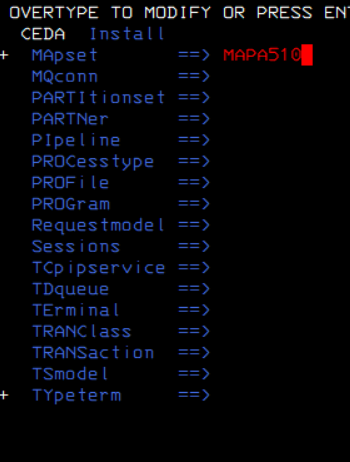 OVERTYPE TO MODIFY OR PRESS ENT
CEDA Install
+ MApset ==> MAPA510
MQconn ==>
PARTItionset ==>
PARTNer ==>
PIpeline ==>
PROCesstype ==>
PROFile ==>
PROGram ==>
Requestmodel ==>
Sessions ==>
TCpipservice ==>
TDqueue ==>
TErminal ==>
TRANClass ==>
TRANSaction ==>
TSmodel ==>
+ TYpeterm ==>